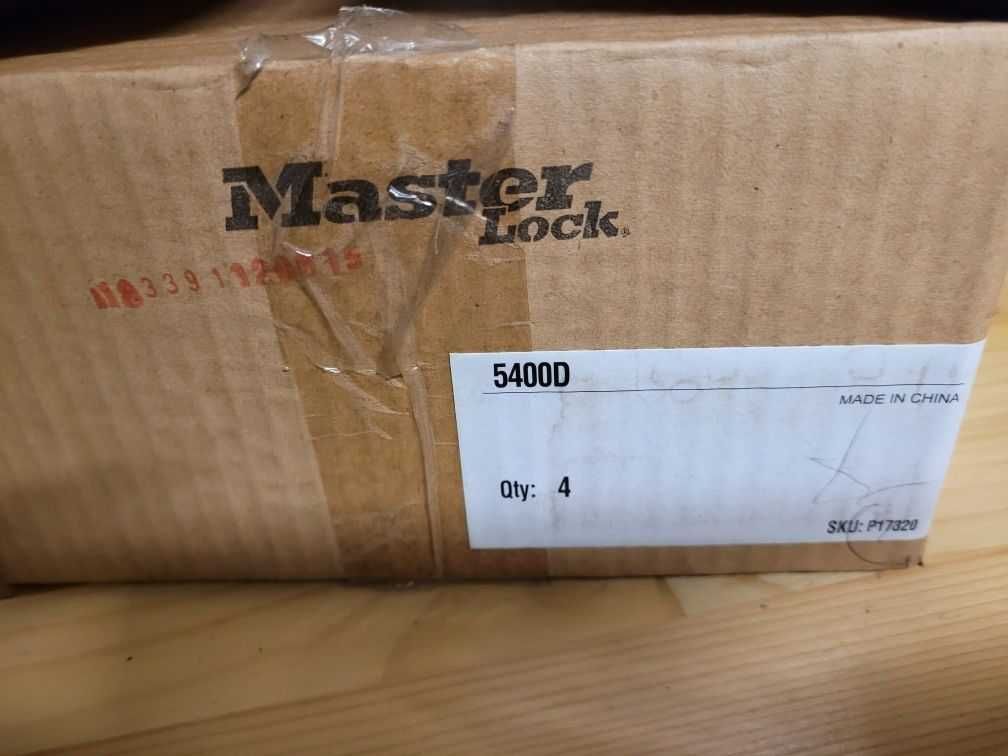 Master
Lock
5400D
MADE IN CHINA
Qty: 4
SKU: P17320